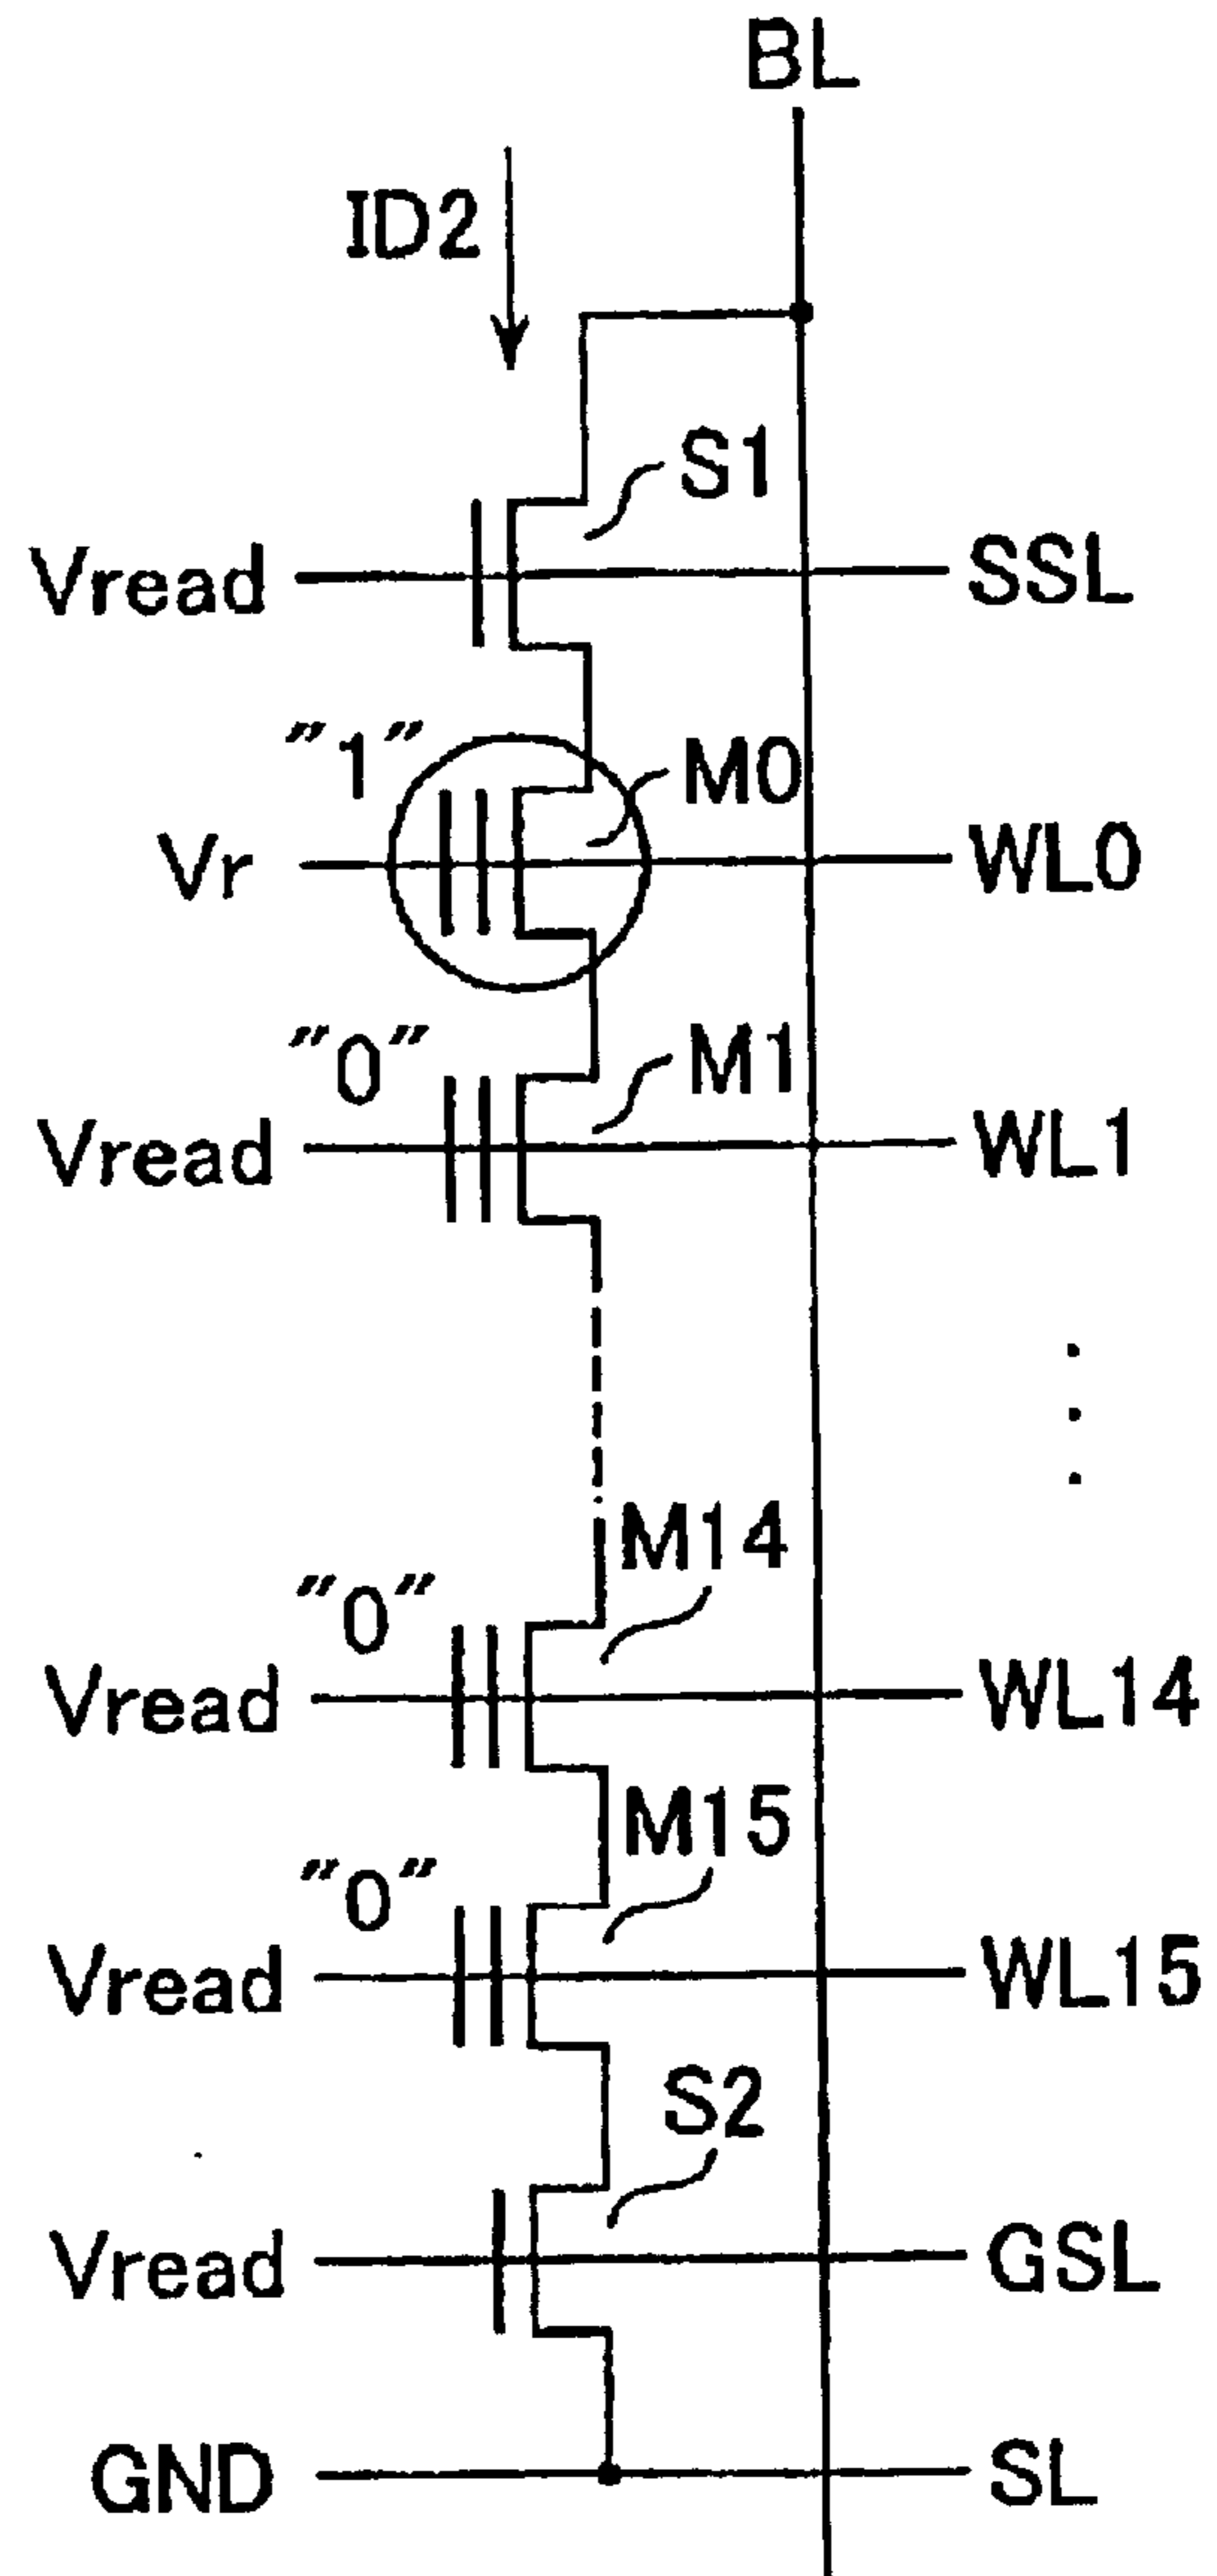 BL
ID2
S1
Vread SSL
"1" M0
Vr WL0
"0" M1
Vread WL1
M14
"0"
Vread WL14
M15
"0"
Vread WL15
S2
Vread GSL
GND SL